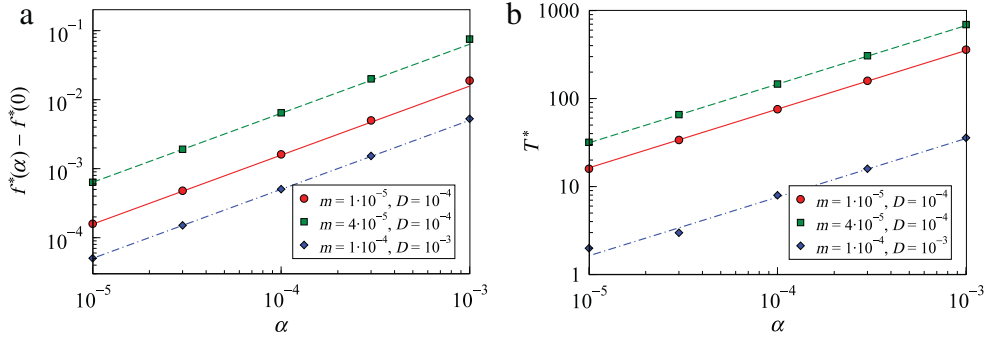 a
f*(α) − f*(0)
10⁻¹
10⁻²
10⁻³
10⁻⁴
m = 1·10⁻⁵, D = 10⁻⁴
m = 4·10⁻⁵, D = 10⁻⁴
m = 1·10⁻⁴, D = 10⁻³
10⁻⁵ 10⁻⁴ 10⁻³
α
b
T*
1000
100
10
1
m = 1·10⁻⁵, D = 10⁻⁴
m = 4·10⁻⁵, D = 10⁻⁴
m = 1·10⁻⁴, D = 10⁻³
10⁻⁵ 10⁻⁴ 10⁻³
α